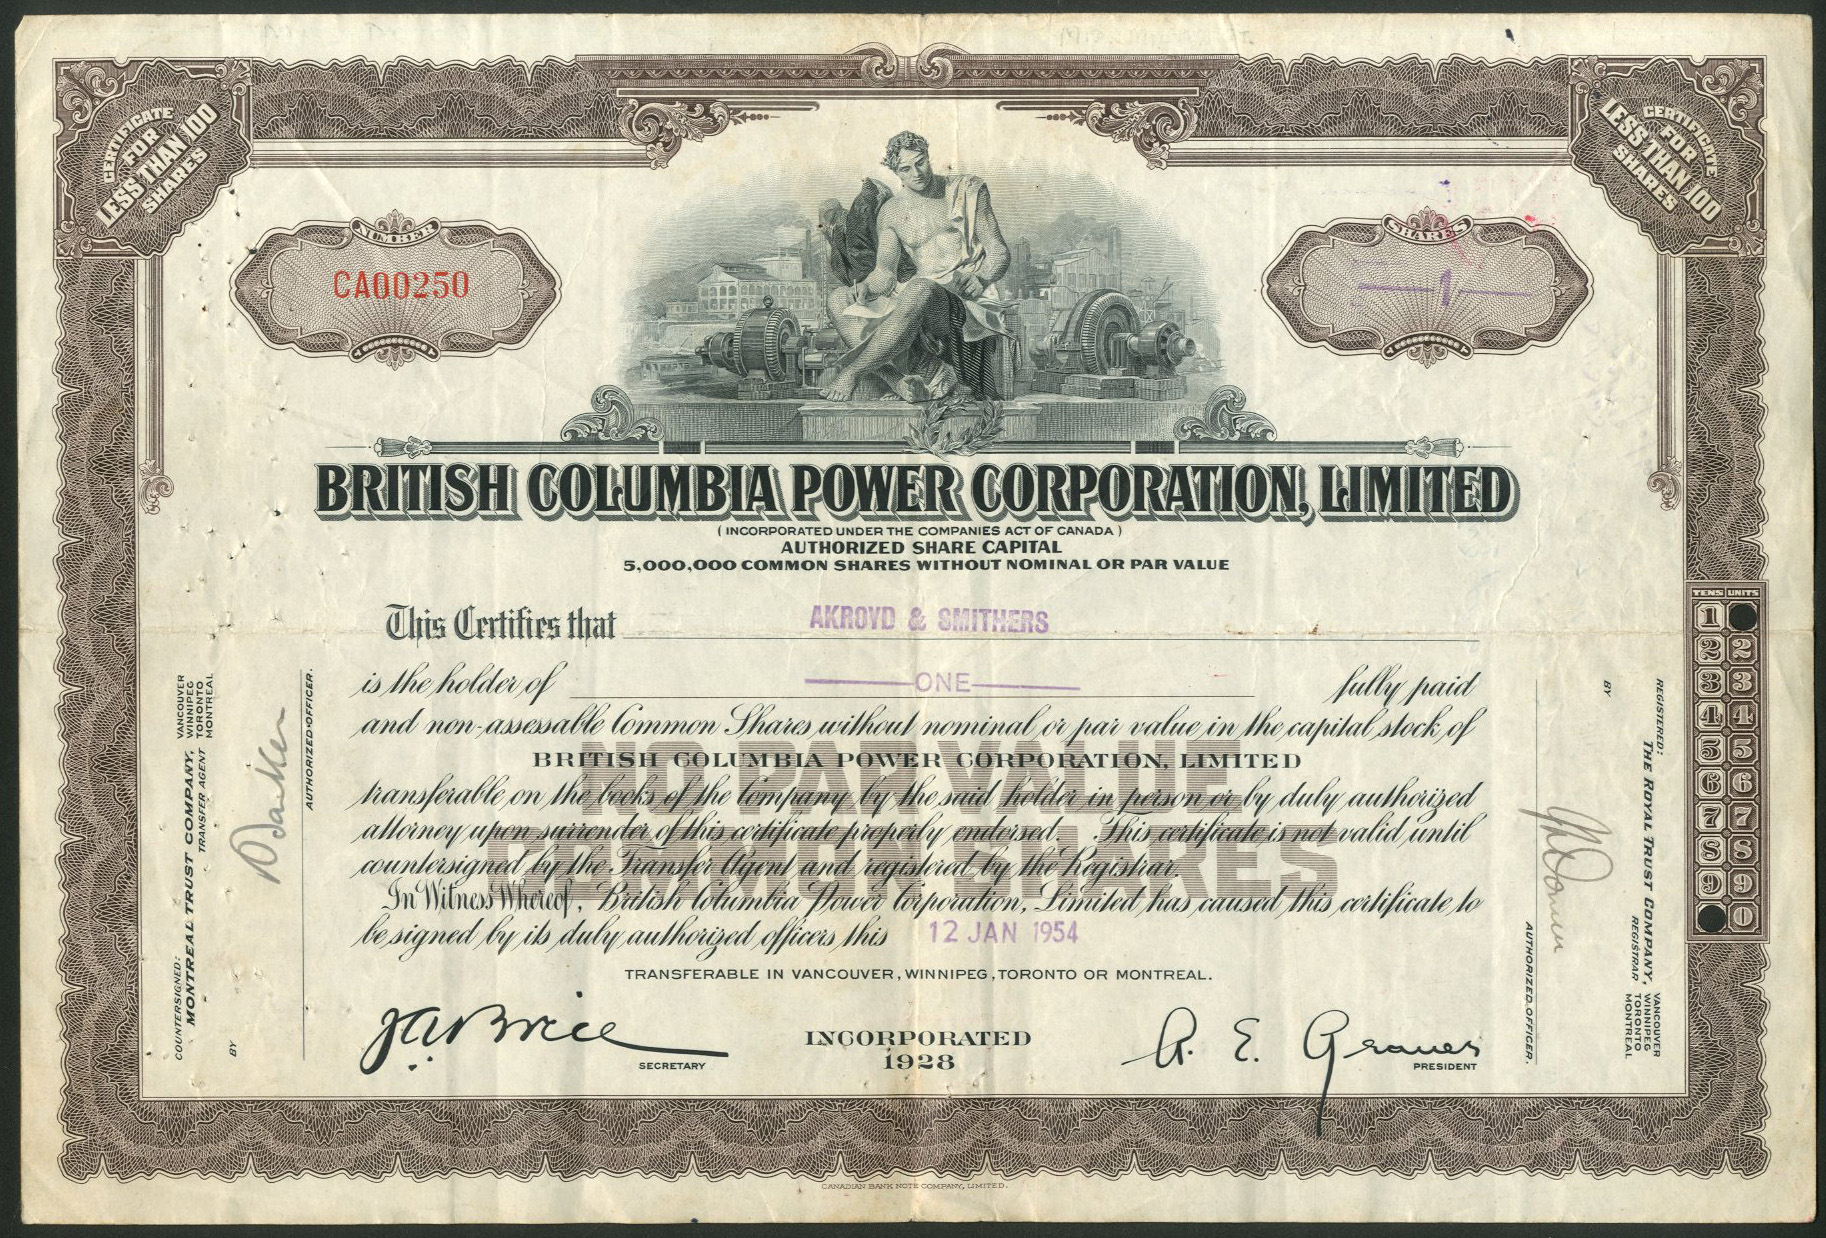 CERTIFICATE
FOR
LESS THAN 100
SHARES
CERTIFICATE
FOR
LESS THAN 100
SHARES
NUMBER
CA00250
SHARES
1
BRITISH COLUMBIA POWER CORPORATION, LIMITED
(INCORPORATED UNDER THE COMPANIES ACT OF CANADA)
AUTHORIZED SHARE CAPITAL
5,000,000 COMMON SHARES WITHOUT NOMINAL OR PAR VALUE
This Certifies that AKROYD & SMITHERS
is the holder of ONE fully paid
and non-assessable Common Shares without nominal or par value in the capital stock of
BRITISH COLUMBIA POWER CORPORATION, LIMITED
transferable on the books of the Company by the said holder in person or by duly authorized
attorney upon surrender of this certificate properly endorsed. This certificate is not valid until
countersigned by the Transfer Agent and registered by the Registrar.
In Witness Whereof, British Columbia Power Corporation, Limited has caused this certificate to
be signed by its duly authorized officers this 12 JAN 1954
NO PAR VALUE
COMMON SHARES
TRANSFERABLE IN VANCOUVER, WINNIPEG, TORONTO OR MONTREAL.
J A Brice
SECRETARY
INCORPORATED
1928
A. E. Graues
PRESIDENT
COUNTERSIGNED:
MONTREAL TRUST COMPANY,
VANCOUVER
WINNIPEG
TORONTO
MONTREAL
TRANSFER AGENT
BY
AUTHORIZED OFFICER.
REGISTERED:
THE ROYAL TRUST COMPANY,
VANCOUVER
WINNIPEG
TORONTO
MONTREAL
REGISTRAR
BY
AUTHORIZED OFFICER.
TENS UNITS
1
2 2
3 3
4 4
5 5
6 6
7 7
8 8
9 9
0
CANADIAN BANK NOTE COMPANY, LIMITED.